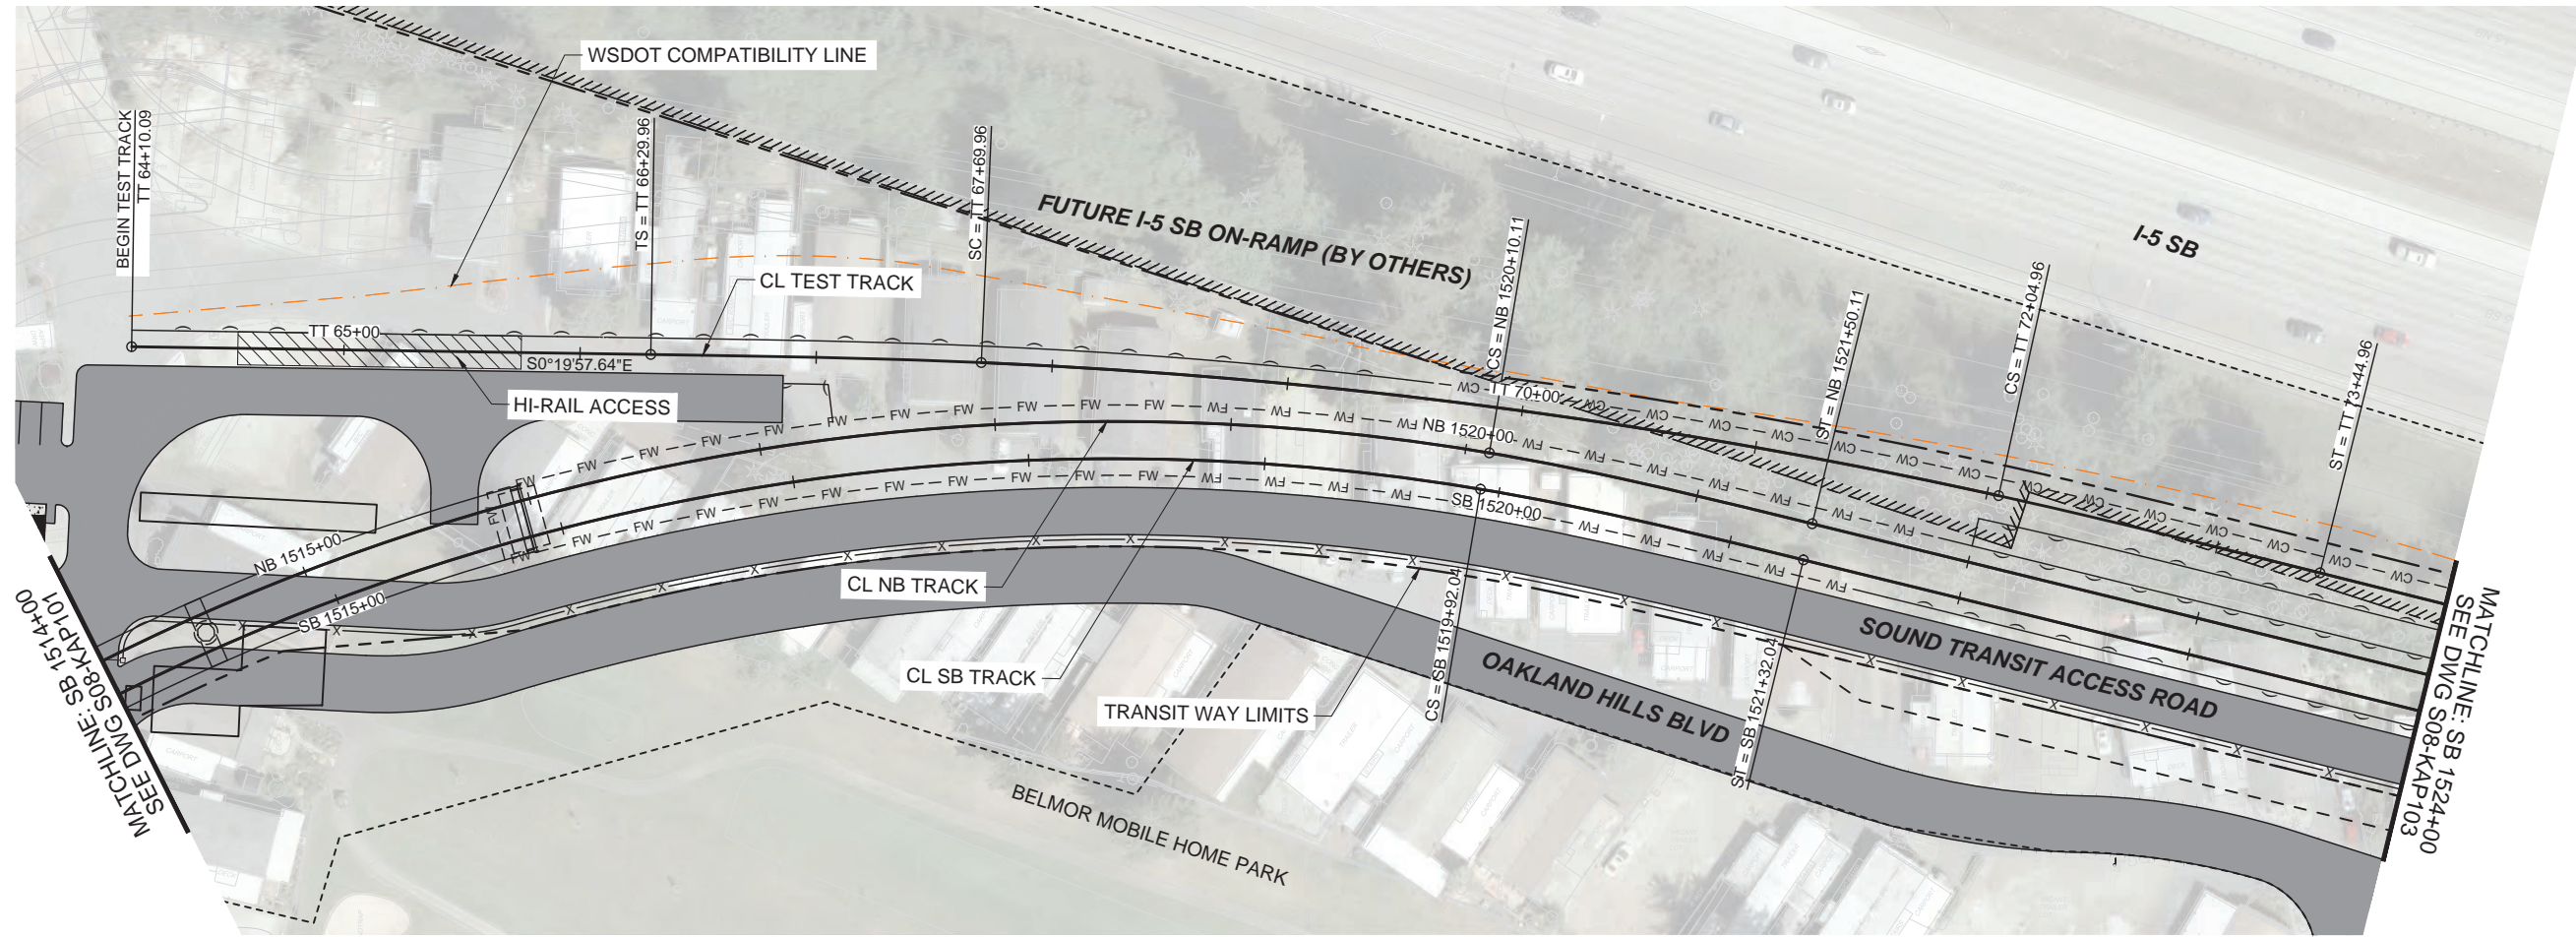 WSDOT COMPATIBILITY LINE
BEGIN TEST TRACK
TT 64+10.09
TS = TT 66+29.96
SC = TT 67+69.96
FUTURE I-5 SB ON-RAMP (BY OTHERS)
CS = NB 1520+10.11
I-5 SB
ST = NB 1521+50.11
CS = TT 72+04.96
ST = TT 73+44.96
CL TEST TRACK
TT 65+00
S0°19'57.64"E
HI-RAIL ACCESS
TT 70+00
NB 1520+00
SB 1520+00
NB 1515+00
SB 1515+00
CL NB TRACK
CL SB TRACK
TRANSIT WAY LIMITS
CS = SB 1519+92.04
ST = SB 1521+32.04
OAKLAND HILLS BLVD
SOUND TRANSIT ACCESS ROAD
BELMOR MOBILE HOME PARK
MATCHLINE: SB 1514+00
SEE DWG S08-KAP101
MATCHLINE: SB 1524+00
SEE DWG S08-KAP103